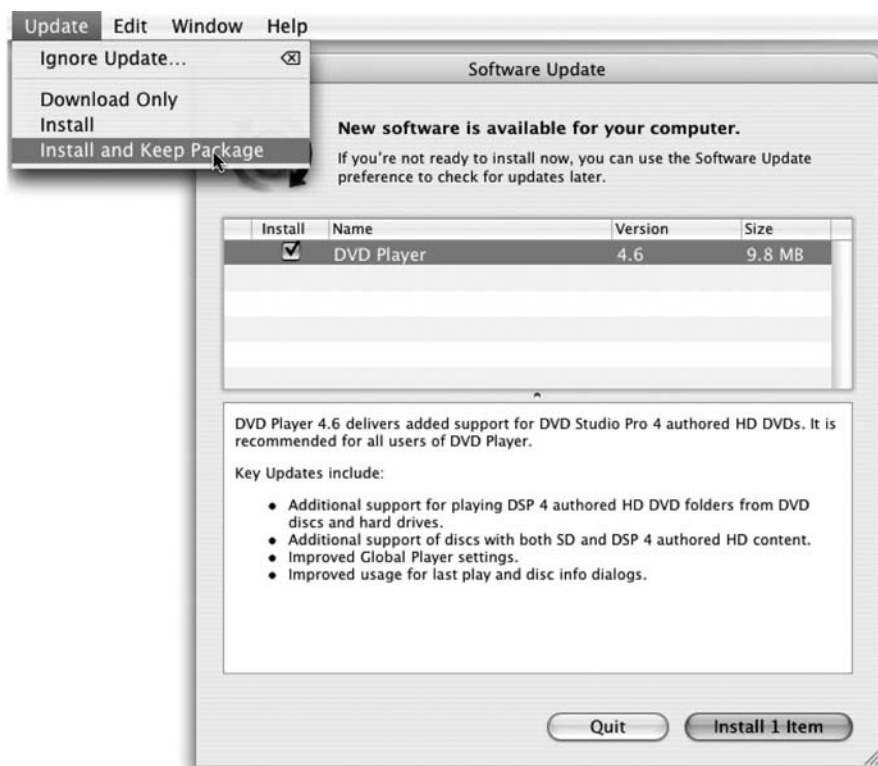 Update Edit Window Help
Ignore Update...
Download Only
Install
Install and Keep Package
Software Update
New software is available for your computer.
If you're not ready to install now, you can use the Software Update
preference to check for updates later.
Install Name Version Size
DVD Player 4.6 9.8 MB
DVD Player 4.6 delivers added support for DVD Studio Pro 4 authored HD DVDs. It is
recommended for all users of DVD Player.
Key Updates include:
● Additional support for playing DSP 4 authored HD DVD folders from DVD
discs and hard drives.
● Additional support of discs with both SD and DSP 4 authored HD content.
● Improved Global Player settings.
● Improved usage for last play and disc info dialogs.
Quit Install 1 Item